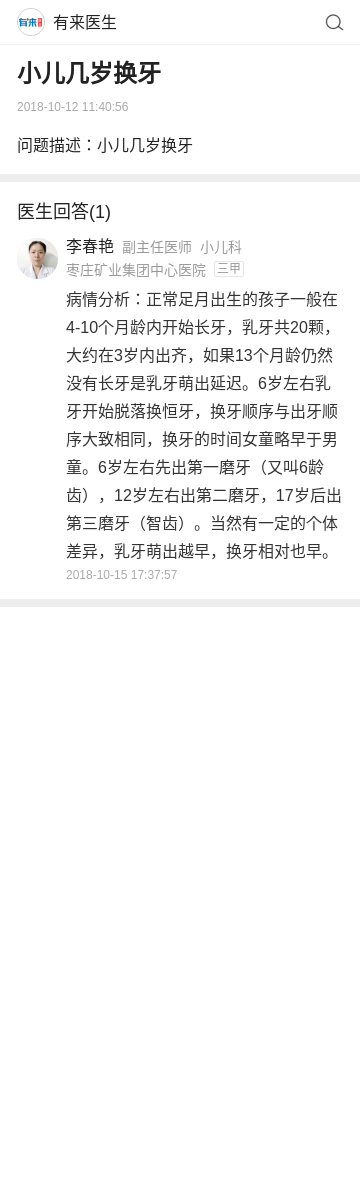 有来 有来医生
小儿几岁换牙
2018-10-12 11:40:56
问题描述：小儿几岁换牙
医生回答(1)
李春艳 副主任医师 小儿科
枣庄矿业集团中心医院 三甲
病情分析：正常足月出生的孩子一般在
4-10个月龄内开始长牙，乳牙共20颗，
大约在3岁内出齐，如果13个月龄仍然
没有长牙是乳牙萌出延迟。6岁左右乳
牙开始脱落换恒牙，换牙顺序与出牙顺
序大致相同，换牙的时间女童略早于男
童。6岁左右先出第一磨牙（又叫6龄
齿），12岁左右出第二磨牙，17岁后出
第三磨牙（智齿）。当然有一定的个体
差异，乳牙萌出越早，换牙相对也早。
2018-10-15 17:37:57